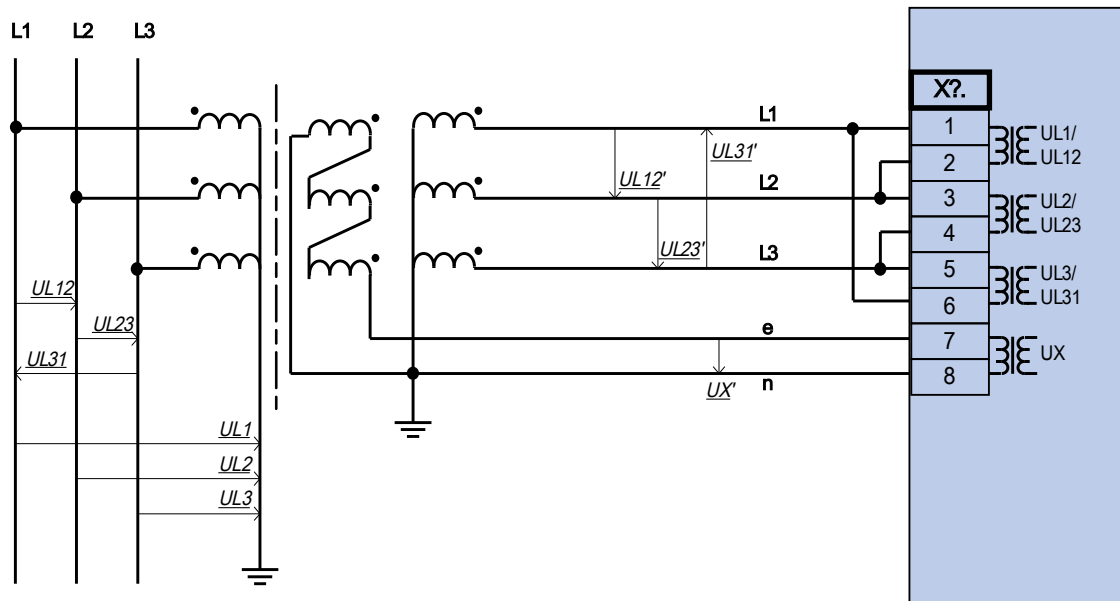 L1 L2 L3
X?.
L1
1
UL1/
UL31'
2
UL12
UL12'
L2
3
UL2/
4
UL23
UL23'
L3
5
UL3/
UL12
6
UL31
UL23
e
7
UL31
UX
n
8
UX'
UL1
UL2
UL3